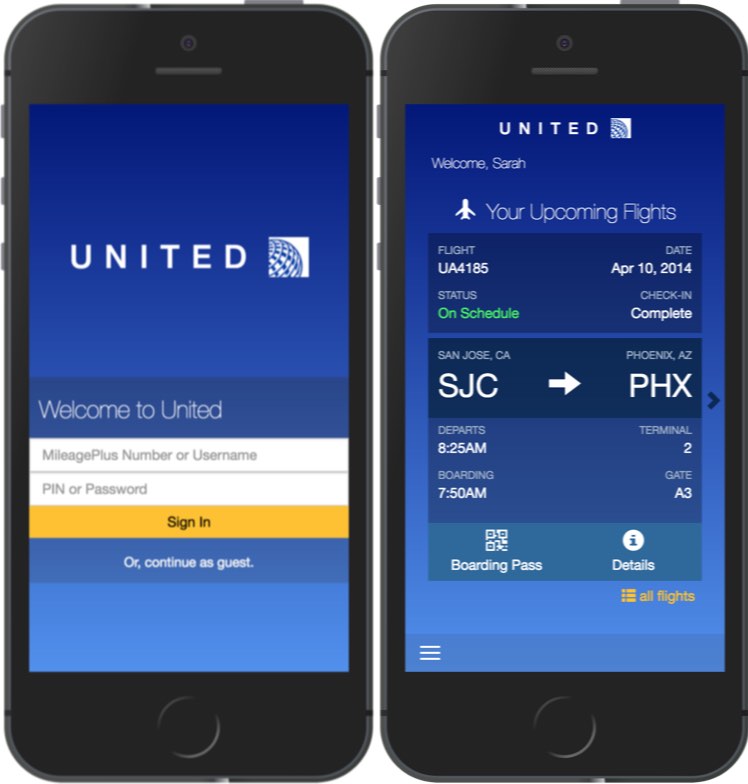 UNITED
Welcome to United
MileagePlus Number or Username
PIN or Password
Sign In
Or, continue as guest.
UNITED
Welcome, Sarah
Your Upcoming Flights
FLIGHT DATE
UA4185 Apr 10, 2014
STATUS CHECK-IN
On Schedule Complete
SAN JOSE, CA PHOENIX, AZ
SJC PHX
DEPARTS TERMINAL
8:25AM 2
BOARDING GATE
7:50AM A3
Boarding Pass Details
all flights